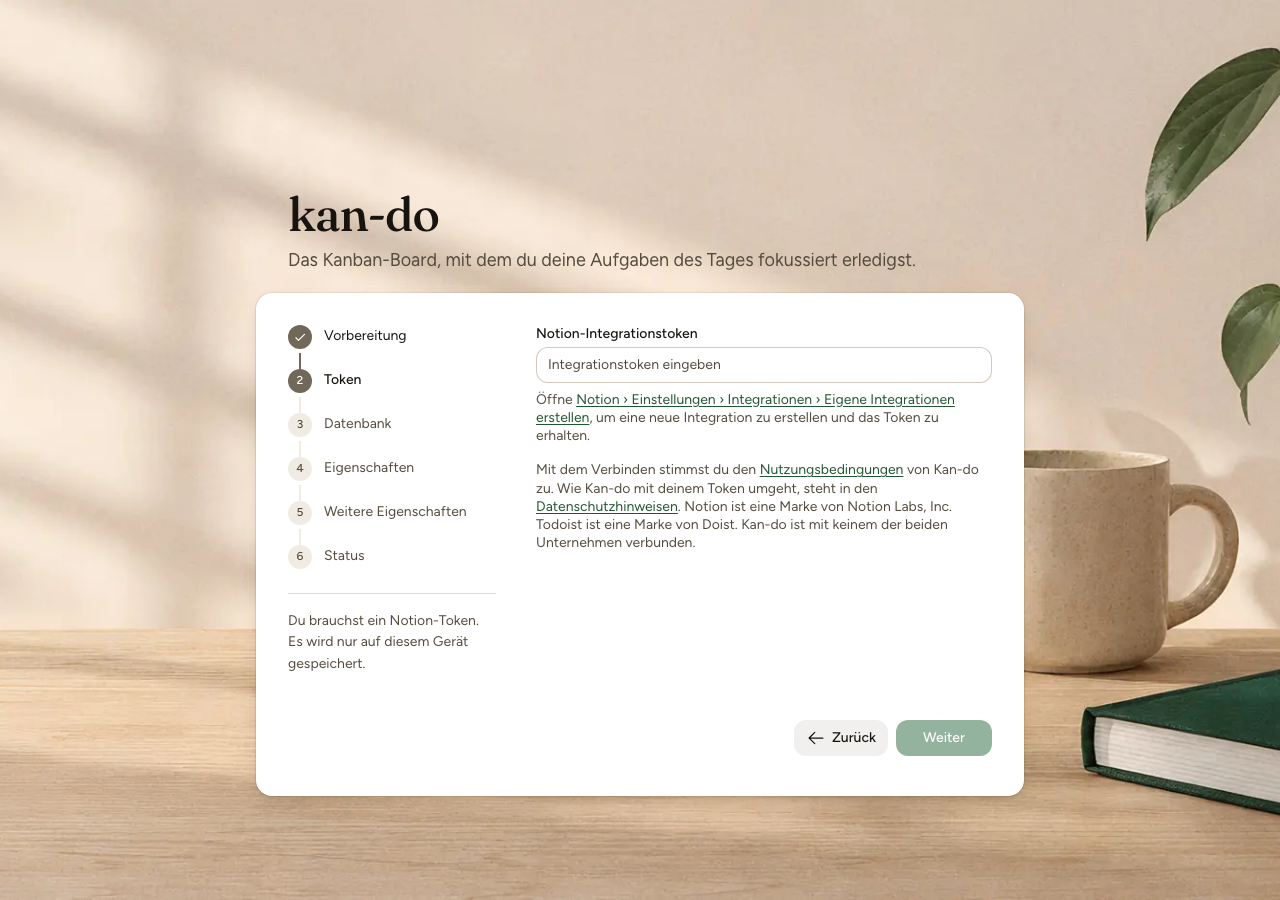 kan-do
Das Kanban-Board, mit dem du deine Aufgaben des Tages fokussiert erledigst.
Vorbereitung
2 Token
3 Datenbank
4 Eigenschaften
5 Weitere Eigenschaften
6 Status
Du brauchst ein Notion-Token.
Es wird nur auf diesem Gerät
gespeichert.
Notion-Integrationstoken
Integrationstoken eingeben
Öffne Notion › Einstellungen › Integrationen › Eigene Integrationen
erstellen, um eine neue Integration zu erstellen und das Token zu
erhalten.
Mit dem Verbinden stimmst du den Nutzungsbedingungen von Kan-do
zu. Wie Kan-do mit deinem Token umgeht, steht in den
Datenschutzhinweisen. Notion ist eine Marke von Notion Labs, Inc.
Todoist ist eine Marke von Doist. Kan-do ist mit keinem der beiden
Unternehmen verbunden.
Zurück
Weiter